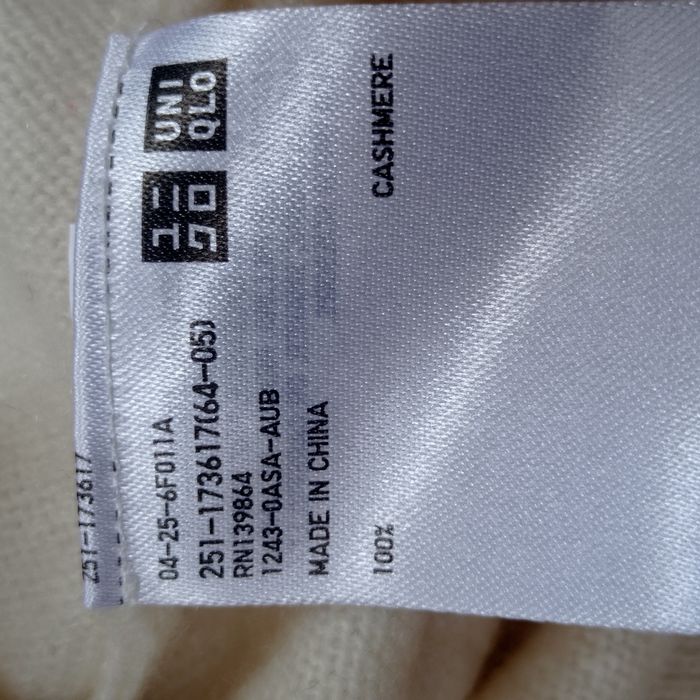 251-173617
ユニ
クロ
UNI
QLO
04-25-6F011A
251-173617(64-05)
RN139864
1243-0ASA-AUB
MADE IN CHINA
100% CASHMERE